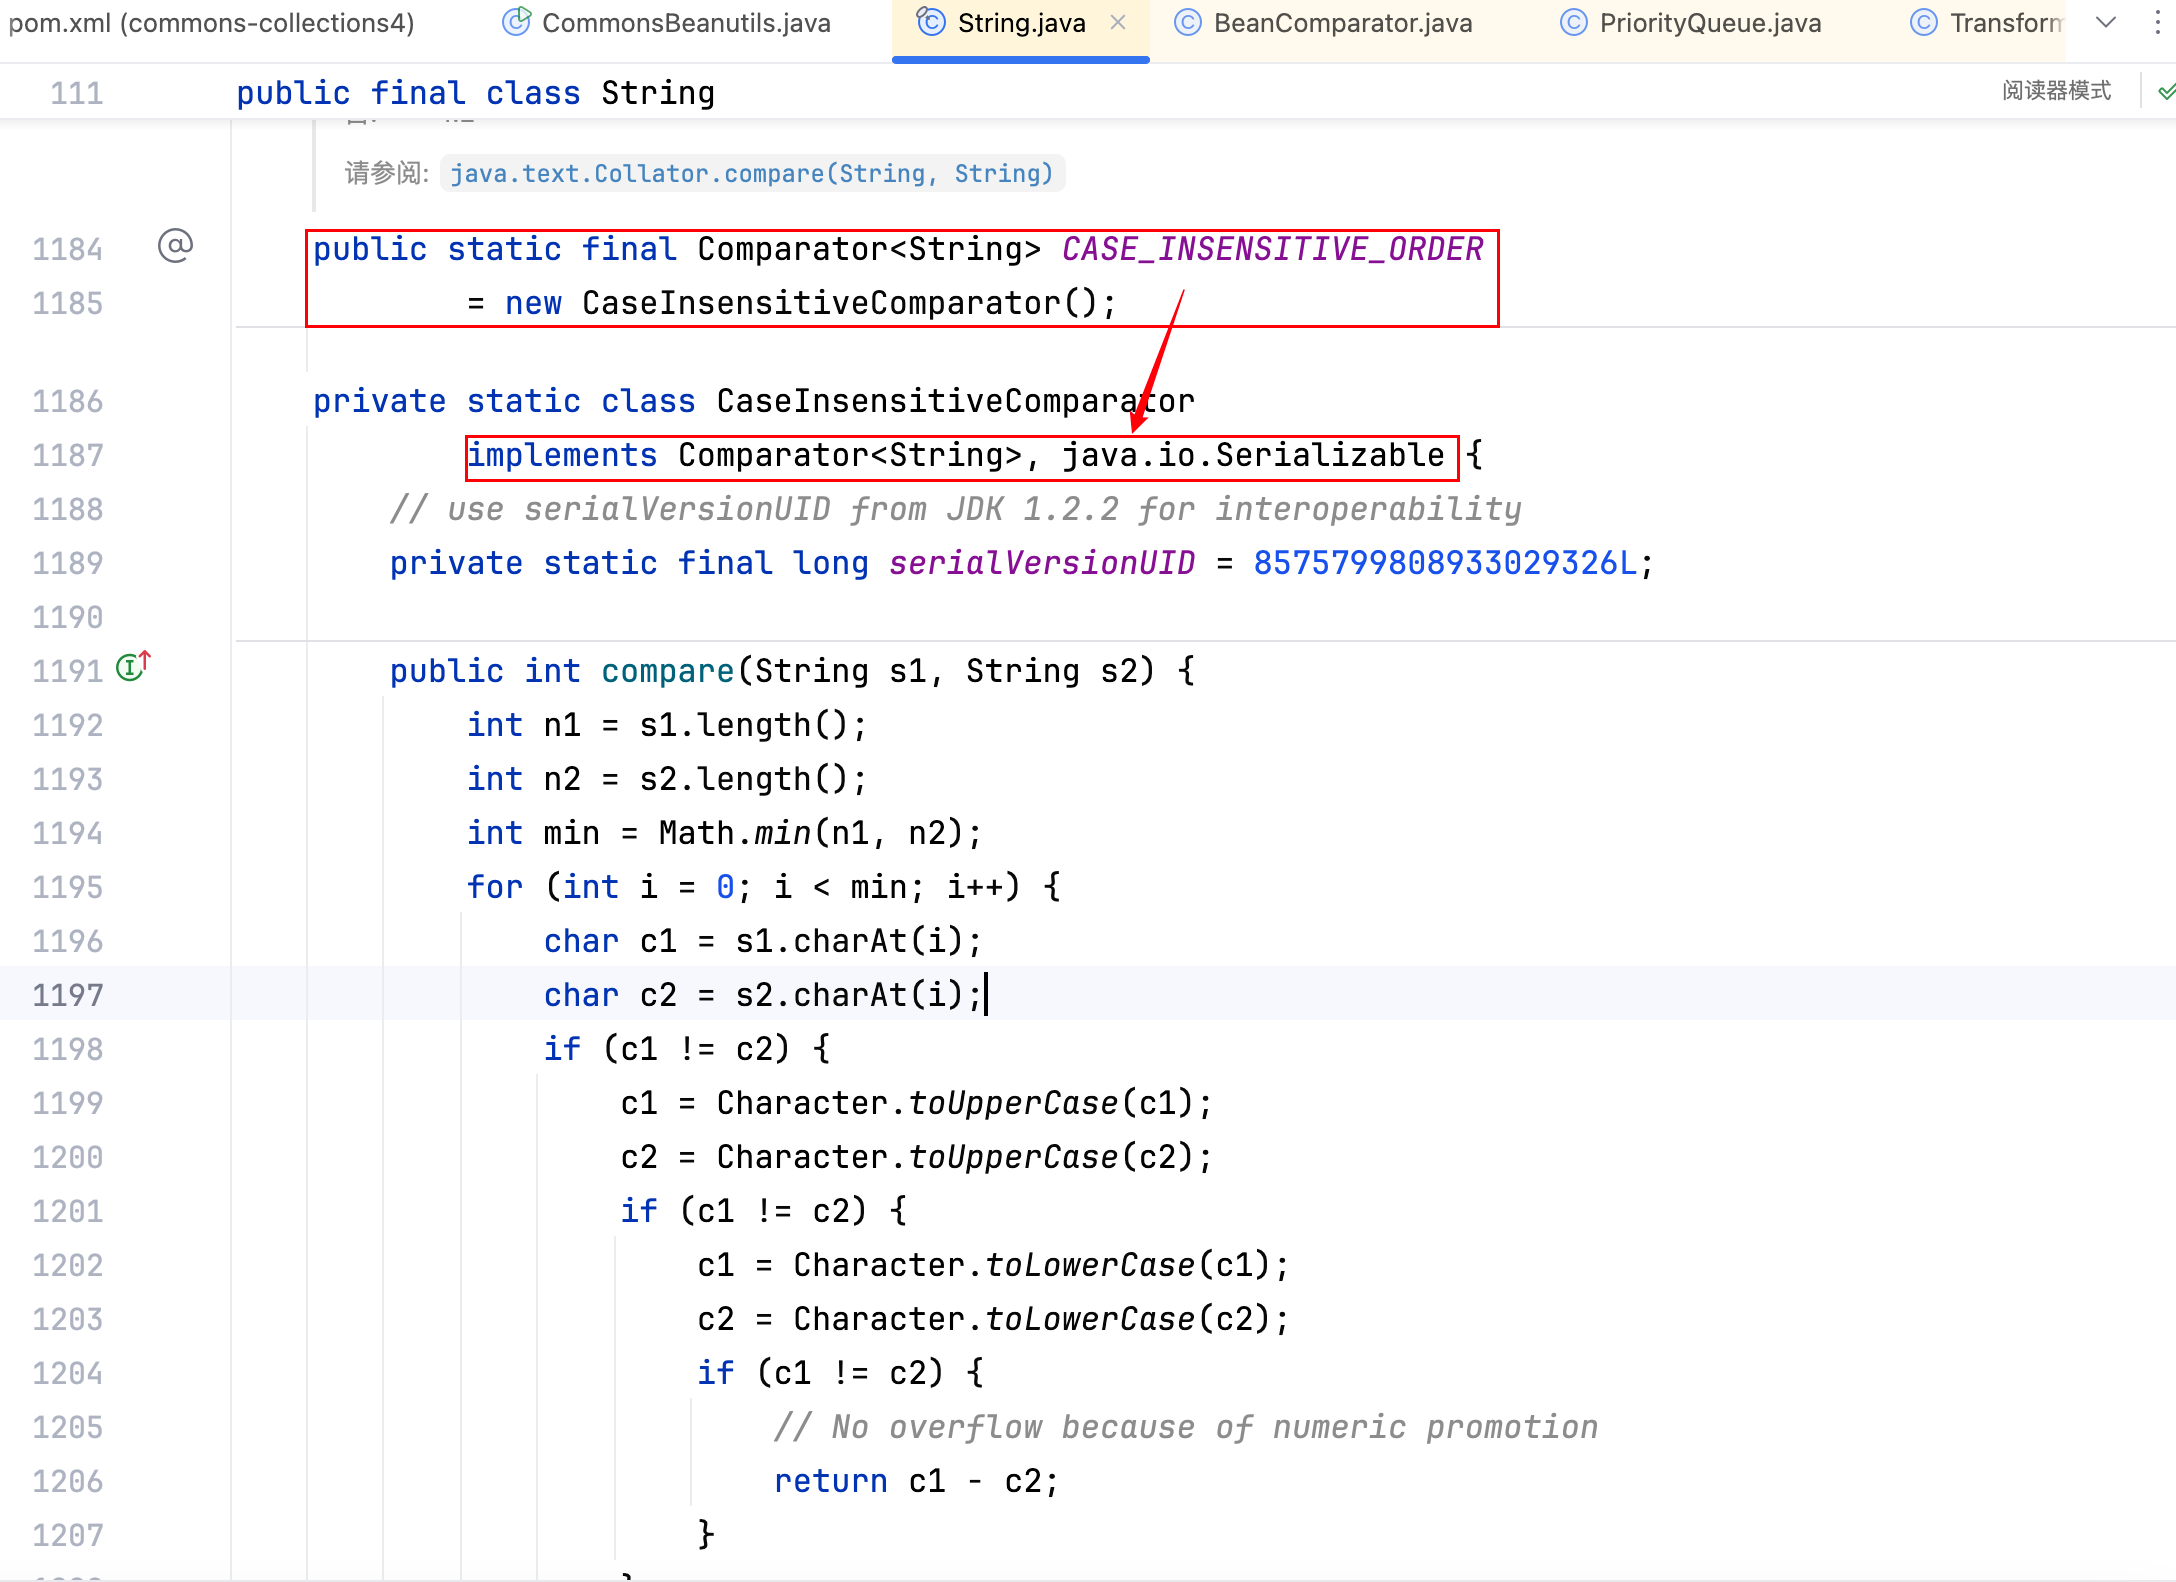 pom.xml (commons-collections4) CommonsBeanutils.java String.java BeanComparator.java PriorityQueue.java Transform
111 public final class String 阅读器模式
请参阅: java.text.Collator.compare(String, String)
1184 @ public static final Comparator<String> CASE_INSENSITIVE_ORDER
1185 = new CaseInsensitiveComparator();
1186 private static class CaseInsensitiveComparator
1187 implements Comparator<String>, java.io.Serializable {
1188 // use serialVersionUID from JDK 1.2.2 for interoperability
1189 private static final long serialVersionUID = 8575799808933029326L;
1190
1191 public int compare(String s1, String s2) {
1192 int n1 = s1.length();
1193 int n2 = s2.length();
1194 int min = Math.min(n1, n2);
1195 for (int i = 0; i < min; i++) {
1196 char c1 = s1.charAt(i);
1197 char c2 = s2.charAt(i);
1198 if (c1 != c2) {
1199 c1 = Character.toUpperCase(c1);
1200 c2 = Character.toUpperCase(c2);
1201 if (c1 != c2) {
1202 c1 = Character.toLowerCase(c1);
1203 c2 = Character.toLowerCase(c2);
1204 if (c1 != c2) {
1205 // No overflow because of numeric promotion
1206 return c1 - c2;
1207 }